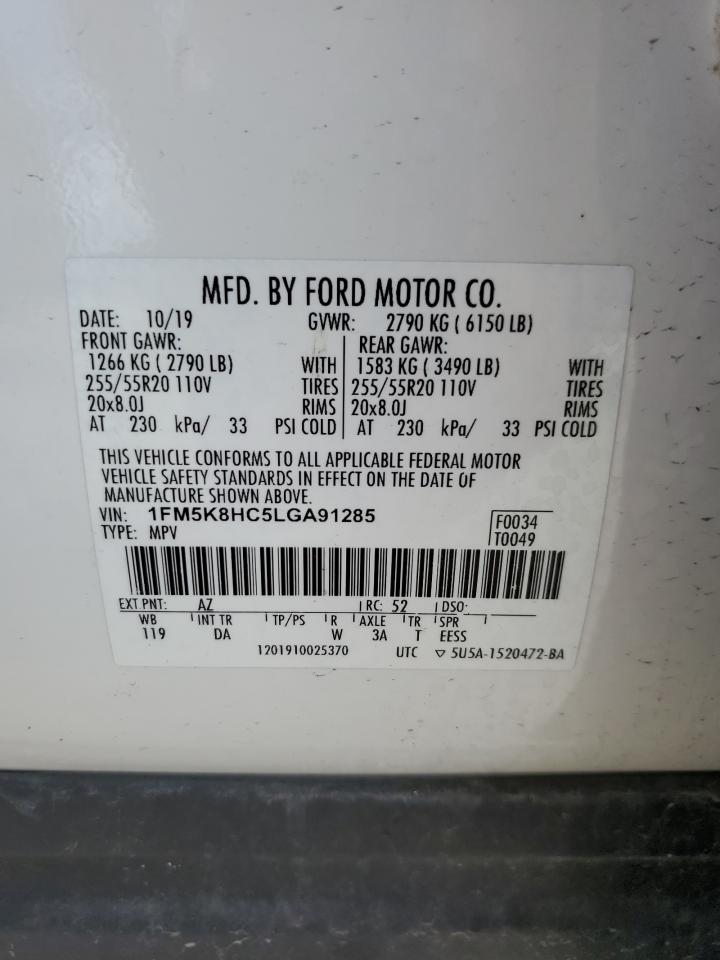 MFD. BY FORD MOTOR CO.
DATE: 10/19 GVWR: 2790 KG ( 6150 LB)
FRONT GAWR: REAR GAWR:
1266 KG ( 2790 LB) WITH 1583 KG ( 3490 LB) WITH
255/55R20 110V TIRES 255/55R20 110V TIRES
20x8.0J RIMS 20x8.0J RIMS
AT 230 kPa/ 33 PSI COLD AT 230 kPa/ 33 PSI COLD
THIS VEHICLE CONFORMS TO ALL APPLICABLE FEDERAL MOTOR
VEHICLE SAFETY STANDARDS IN EFFECT ON THE DATE OF
MANUFACTURE SHOWN ABOVE.
VIN: 1FM5K8HC5LGA91285 F0034
TYPE: MPV T0049
EXT PNT: AZ RC: 52 DSO:
WB INT TR TP/PS R AXLE TR SPR
119 DA W 3A T EESS
1201910025370 UTC ▽ 5U5A-1520472-BA